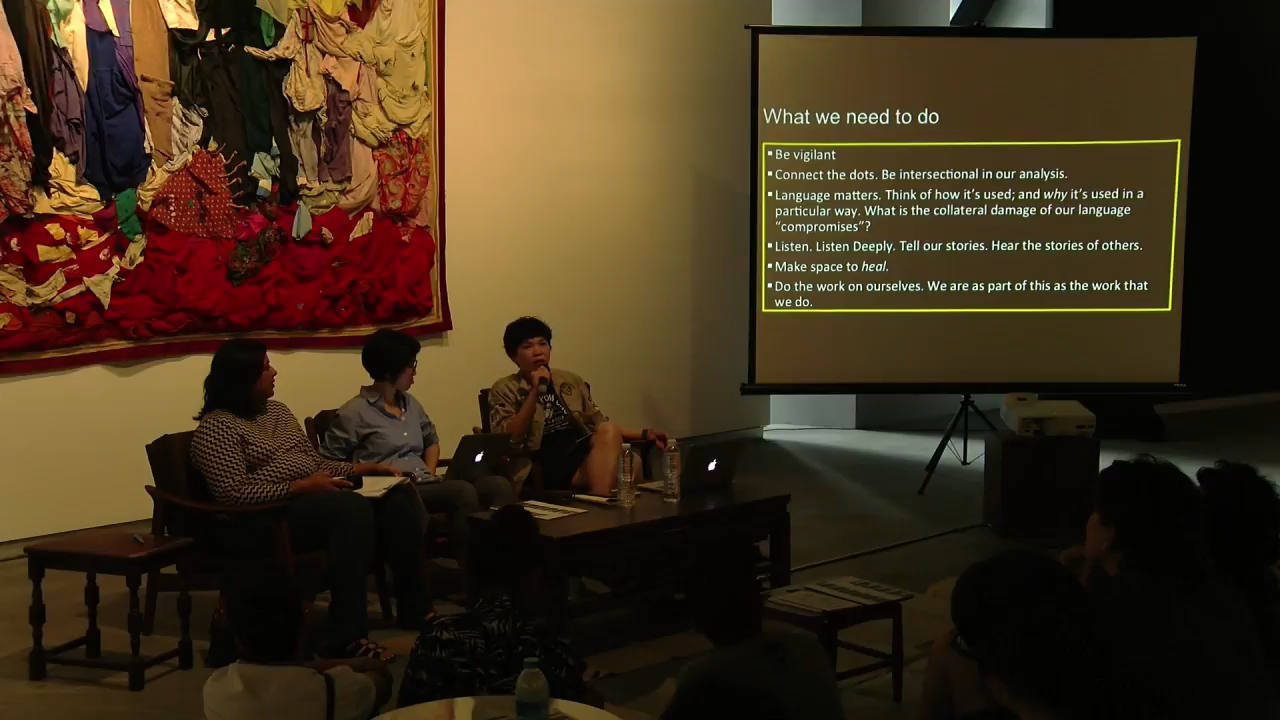 What we need to do
▪ Be vigilant
▪ Connect the dots. Be intersectional in our analysis.
▪ Language matters. Think of how it's used; and why it's used in a
particular way. What is the collateral damage of our language
"compromises"?
▪ Listen. Listen Deeply. Tell our stories. Hear the stories of others.
▪ Make space to heal.
▪ Do the work on ourselves. We are as part of this as the work that
we do.